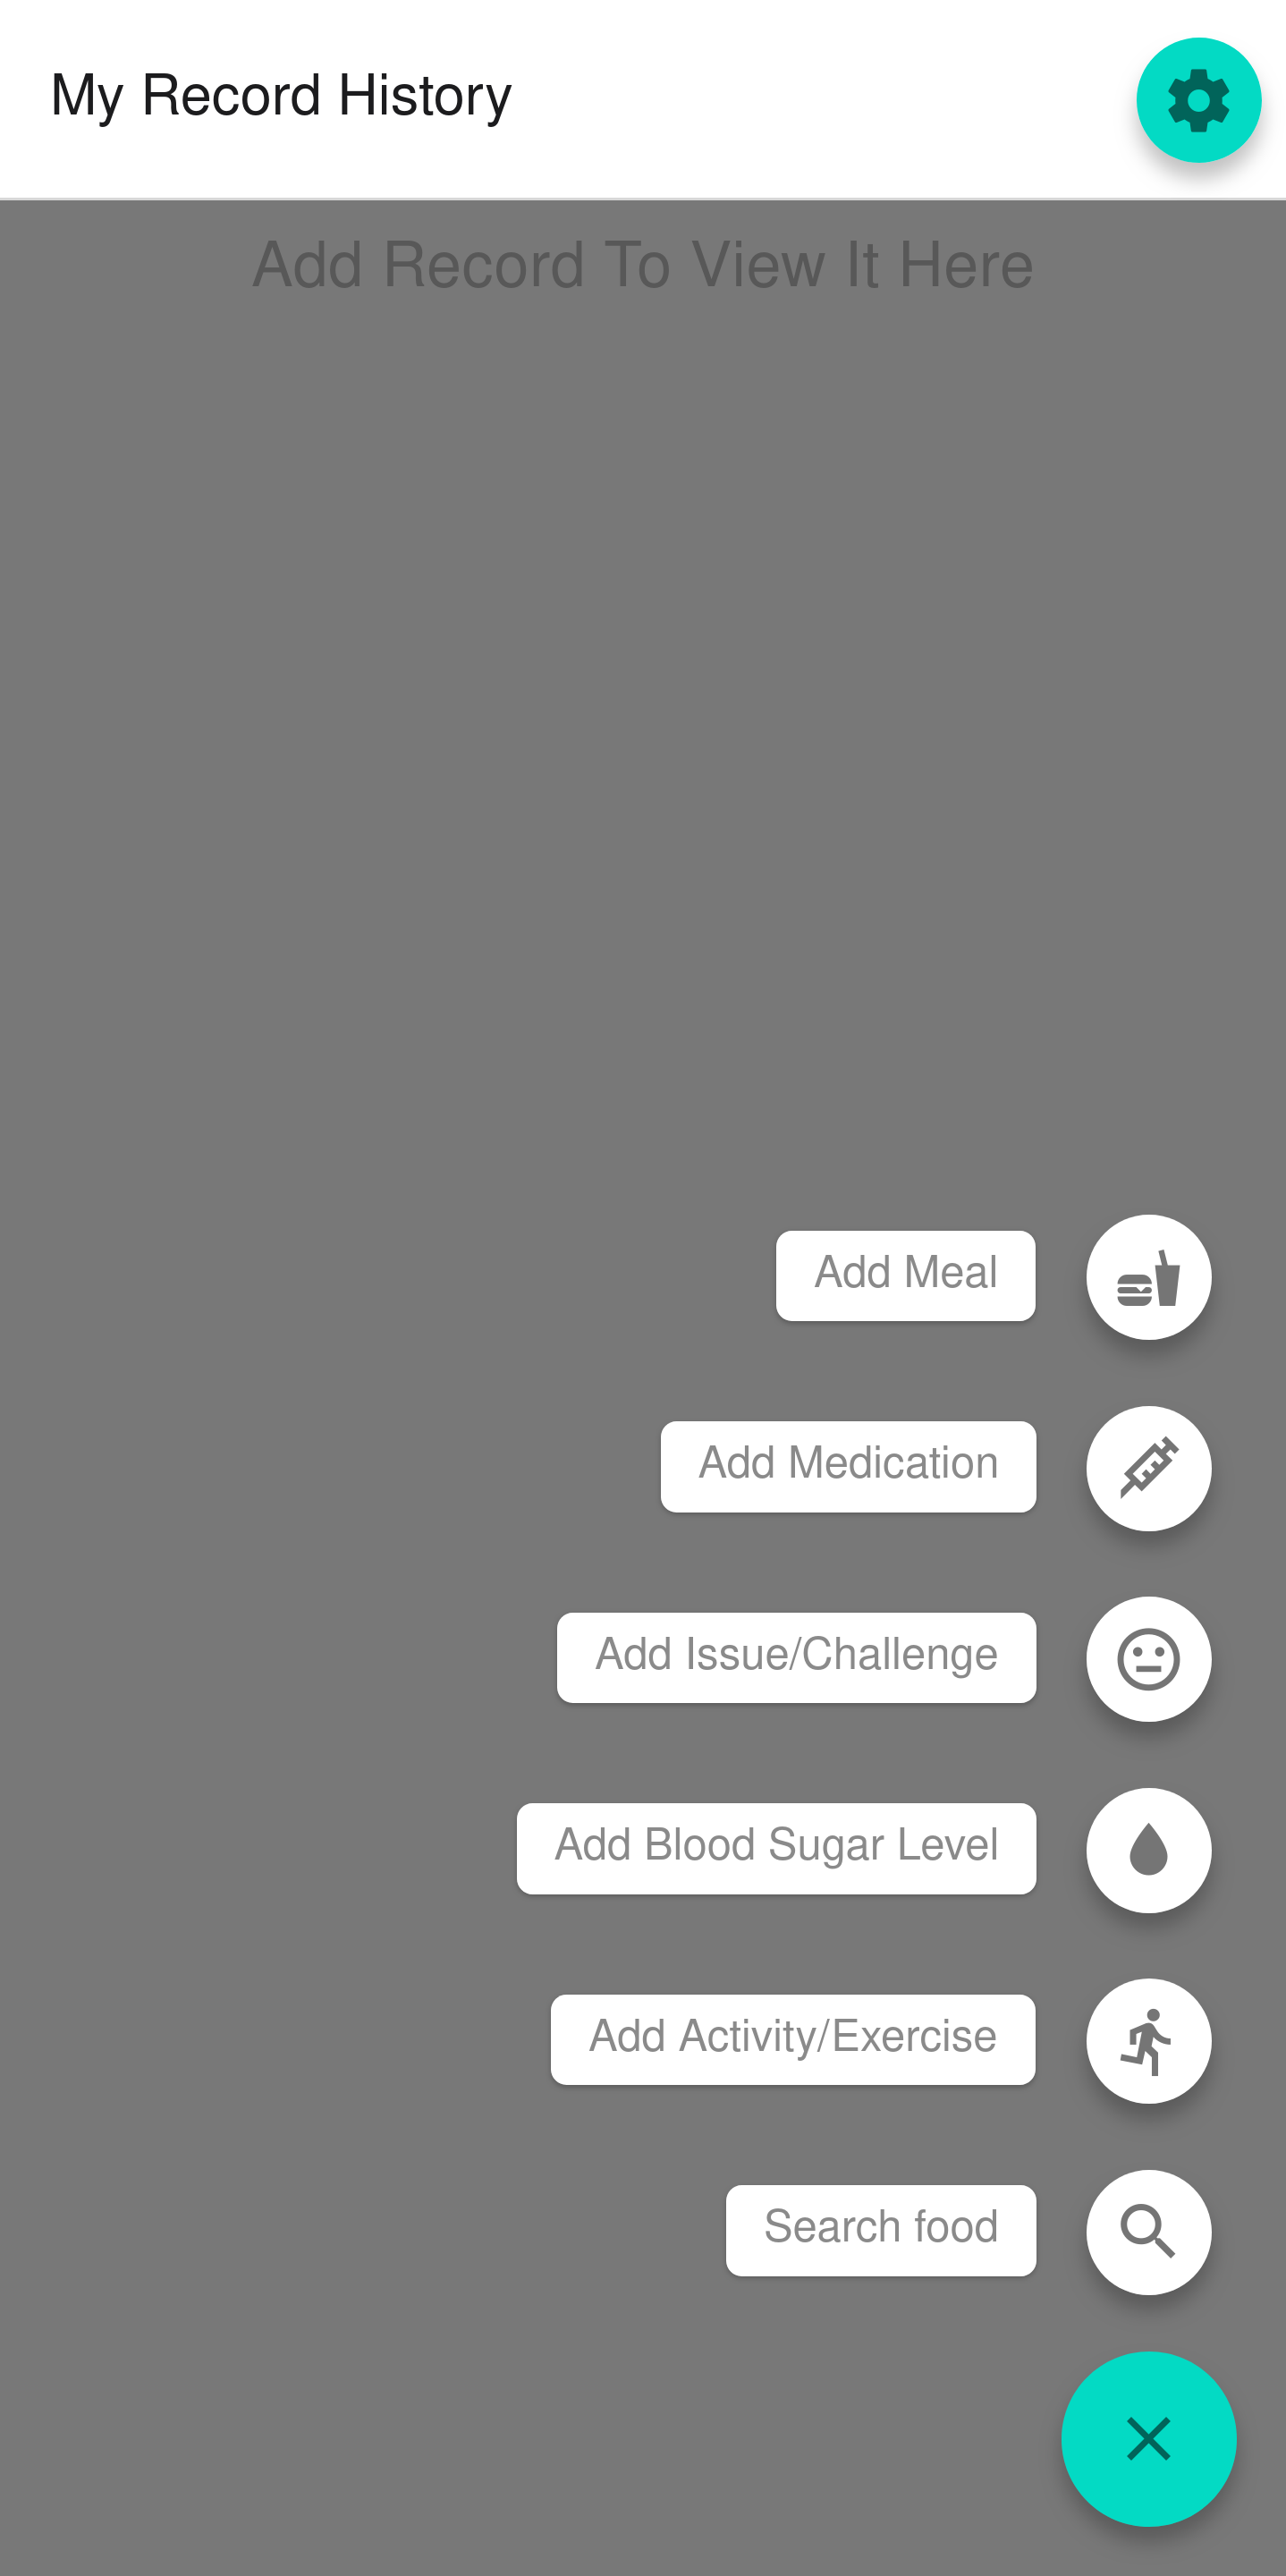 My Record History
Add Record To View It Here
Add Meal
Add Medication
Add Issue/Challenge
Add Blood Sugar Level
Add Activity/Exercise
Search food